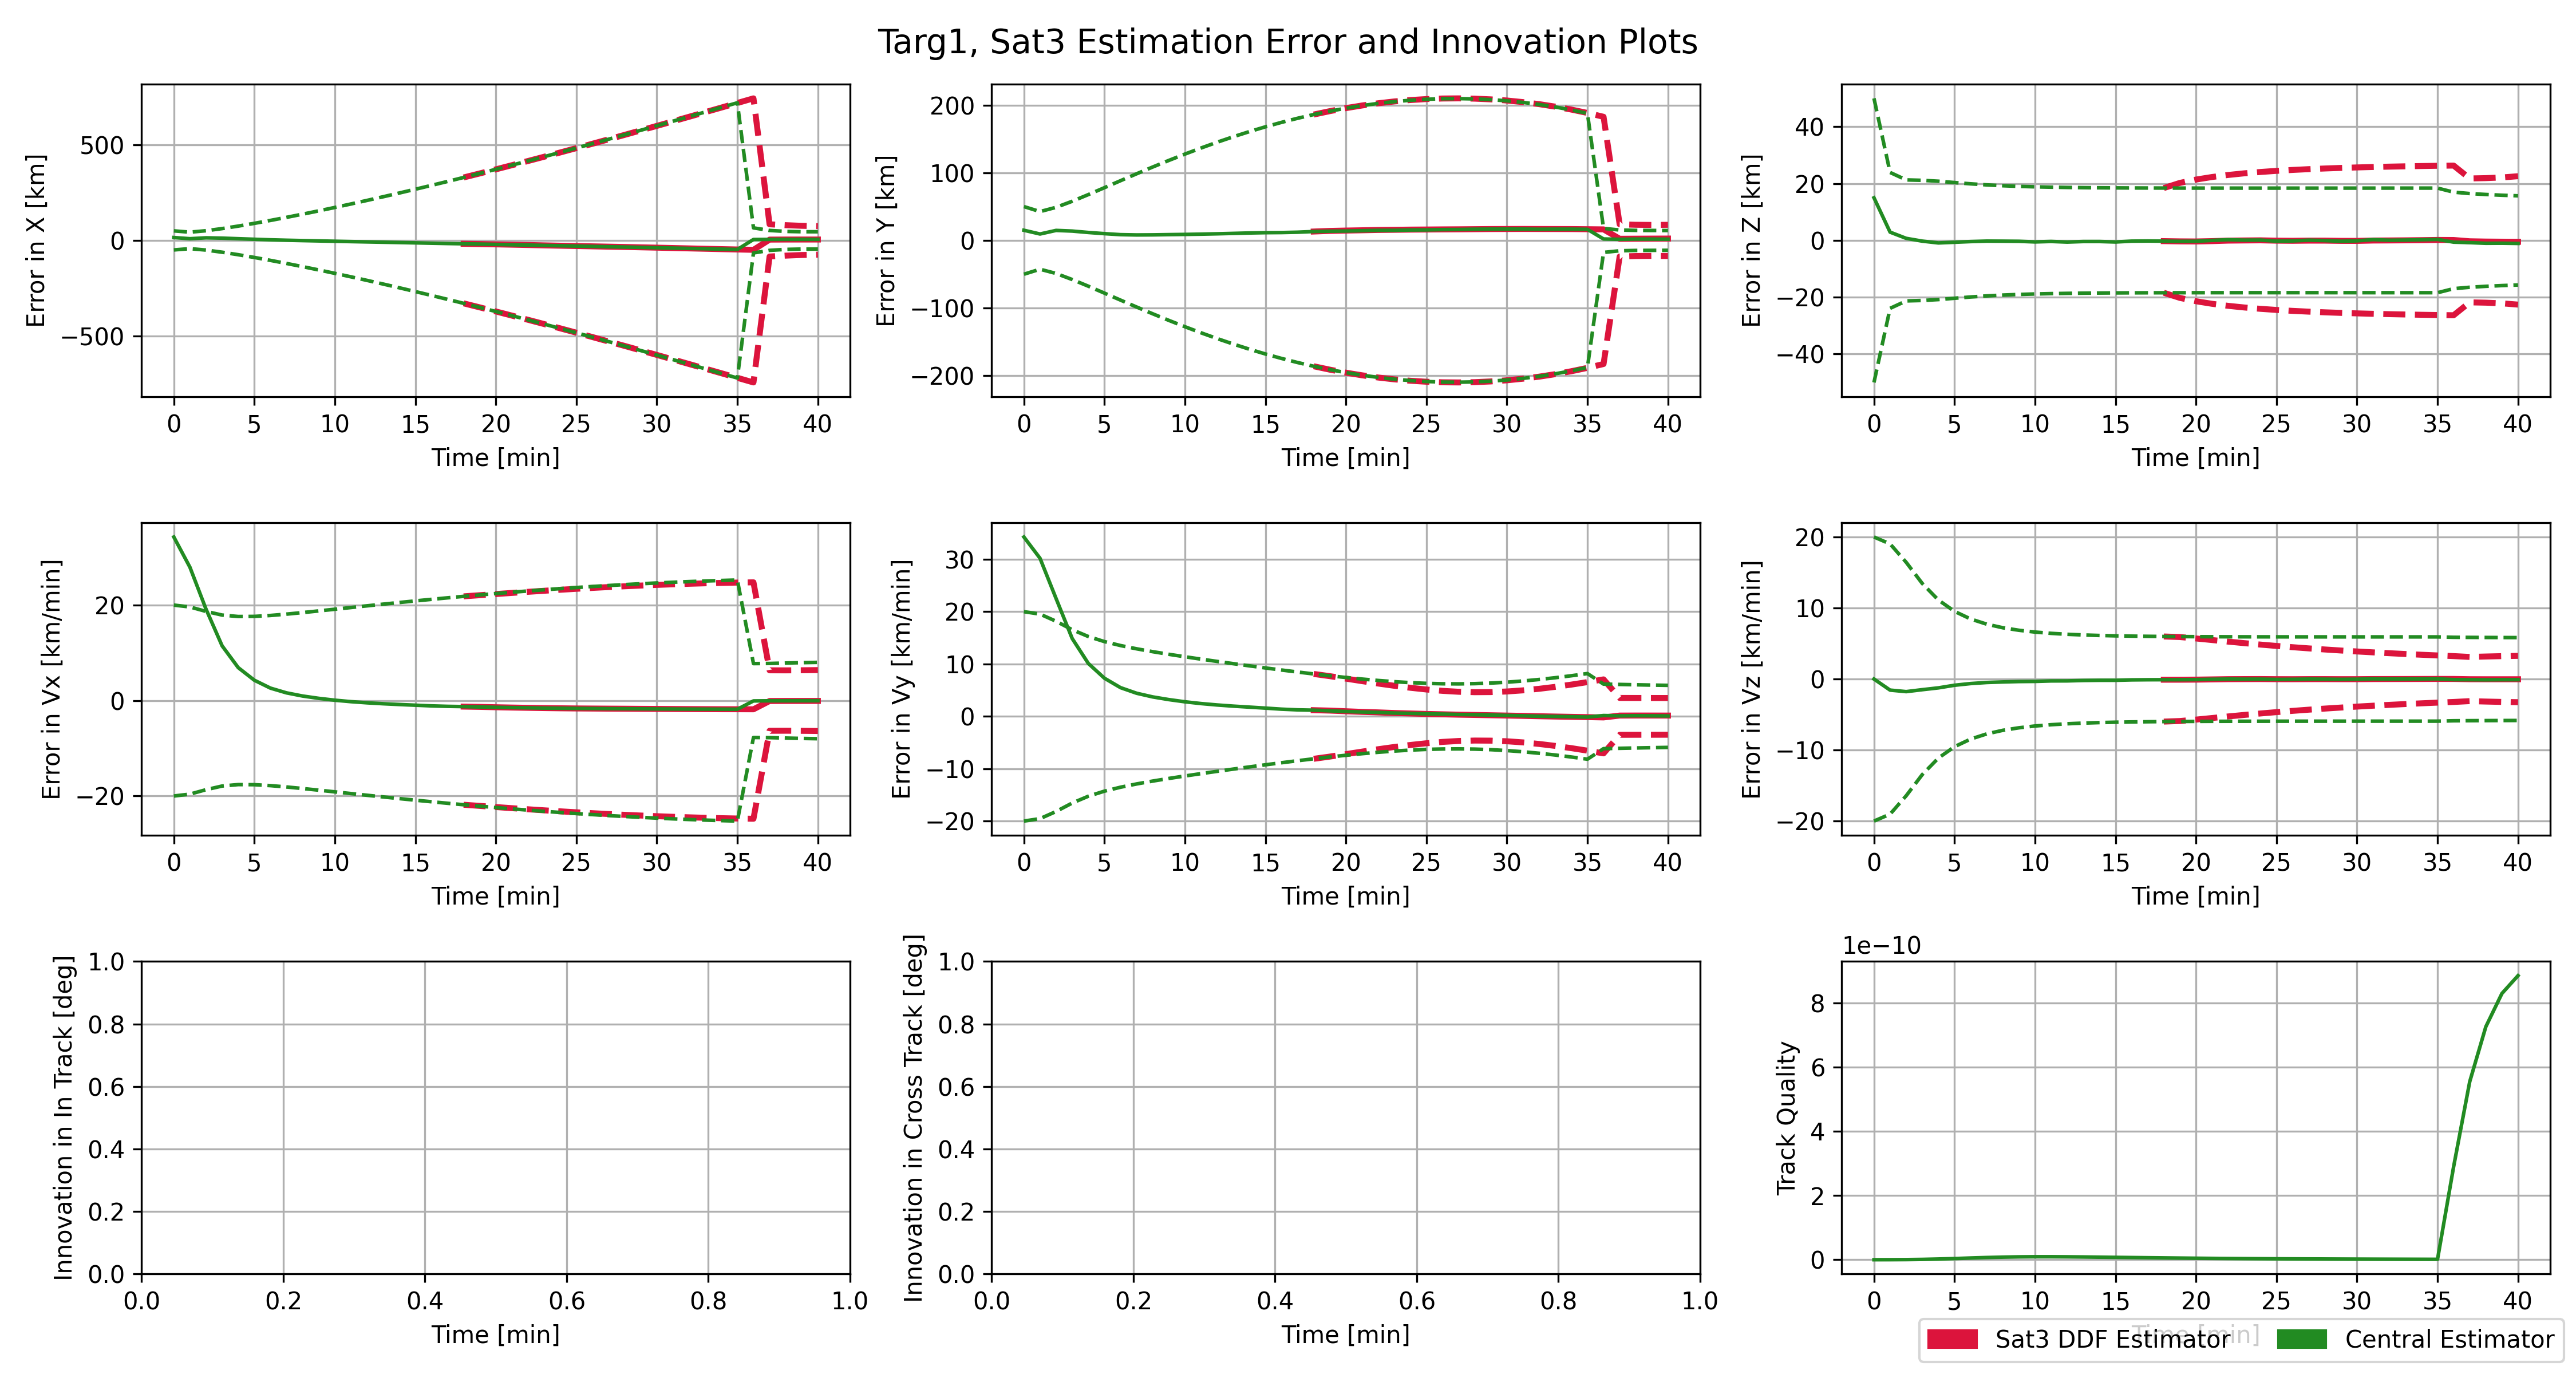 Targ1, Sat3 Estimation Error and Innovation Plots
Error in X [km]
500
0
−500
0 5 10 15 20 25 30 35 40
Time [min]
Error in Y [km]
200
100
0
−100
−200
0 5 10 15 20 25 30 35 40
Time [min]
Error in Z [km]
40
20
0
−20
−40
0 5 10 15 20 25 30 35 40
Time [min]
Error in Vx [km/min]
20
0
−20
0 5 10 15 20 25 30 35 40
Time [min]
Error in Vy [km/min]
30
20
10
0
−10
−20
0 5 10 15 20 25 30 35 40
Time [min]
Error in Vz [km/min]
20
10
0
−10
−20
0 5 10 15 20 25 30 35 40
Time [min]
Innovation in In Track [deg]
1.0
0.8
0.6
0.4
0.2
0.0
0.0 0.2 0.4 0.6 0.8 1.0
Time [min]
Innovation in Cross Track [deg]
1.0
0.8
0.6
0.4
0.2
0.0
0.0 0.2 0.4 0.6 0.8 1.0
Time [min]
1e−10
Track Quality
8
6
4
2
0
0 5 10 15 20 25 30 35 40
Time [min]
Sat3 DDF Estimator
Central Estimator